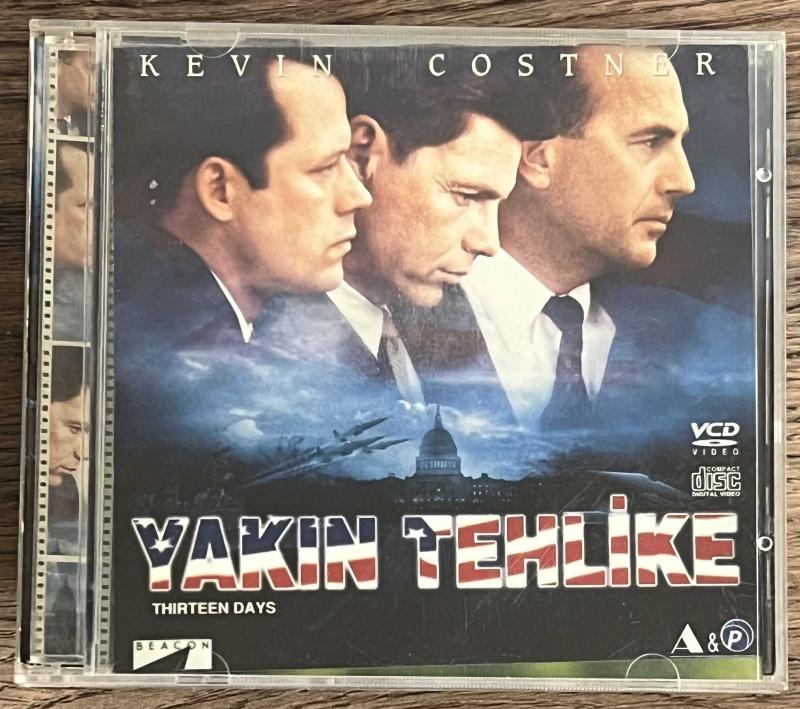 KEVIN COSTNER
VCD
VIDEO
COMPACT
disc
DIGITAL VIDEO
YAKIN TEHLİKE
THIRTEEN DAYS
BEACON
A & P